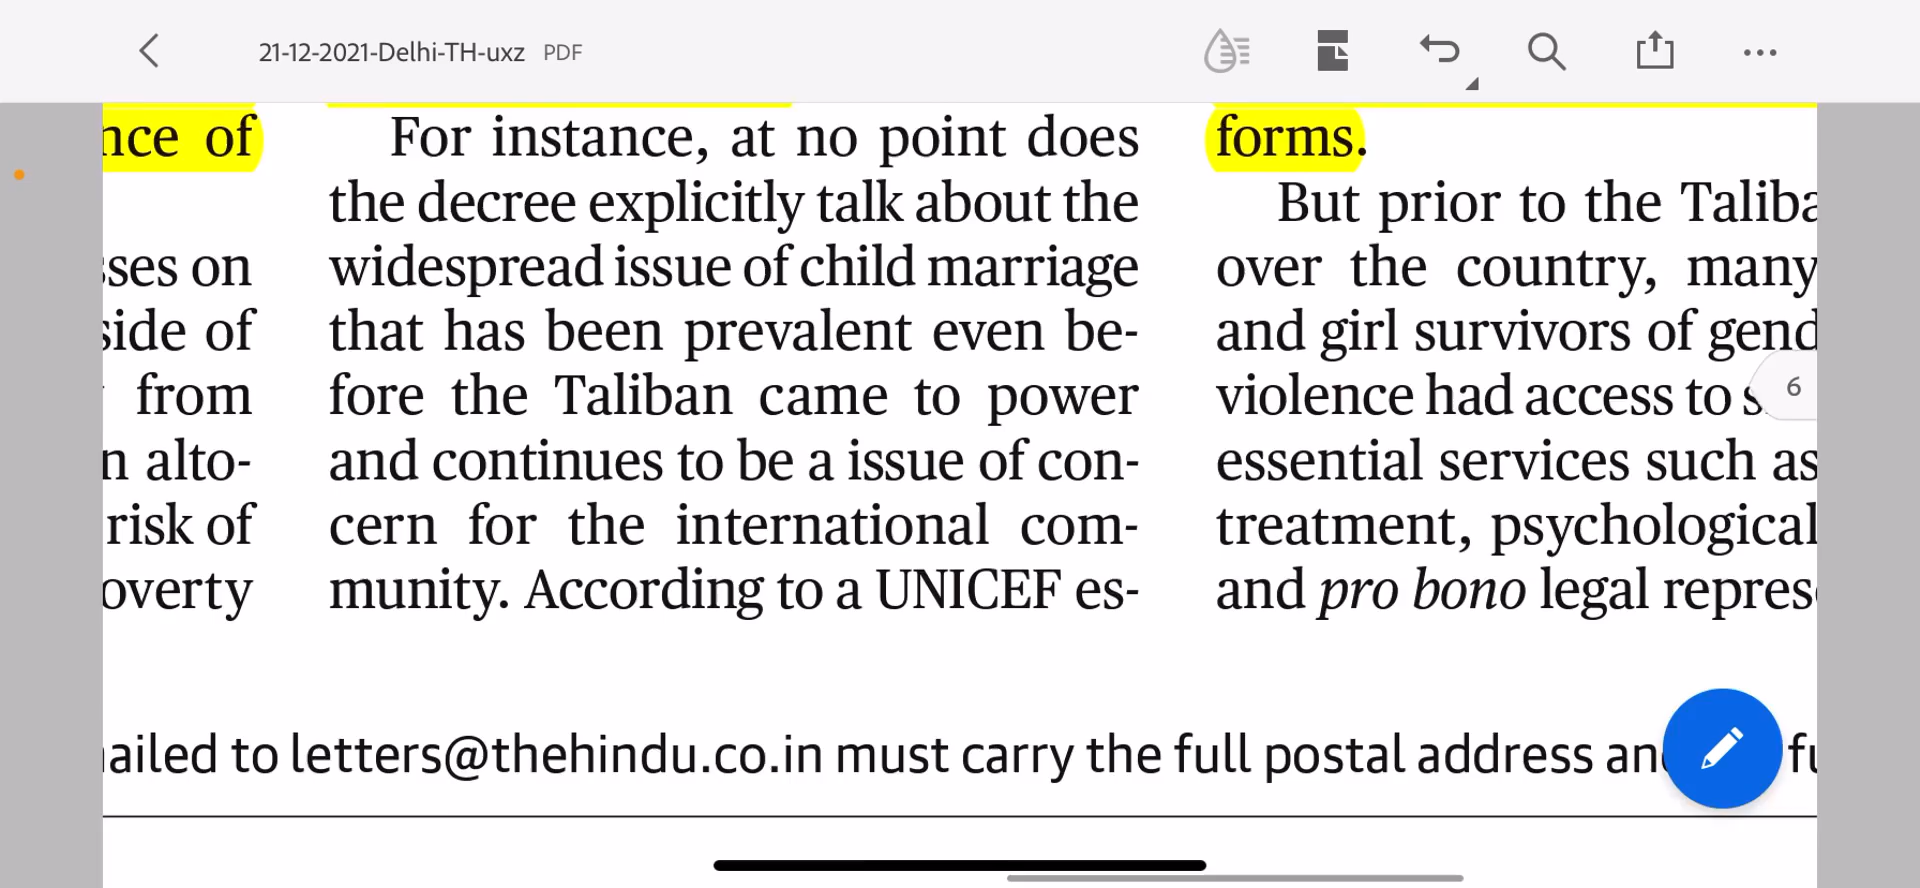 21-12-2021-Delhi-TH-uxz PDF
nce of
sses on
side of
from
n alto-
risk of
overty
For instance, at no point does
the decree explicitly talk about the
widespread issue of child marriage
that has been prevalent even be-
fore the Taliban came to power
and continues to be a issue of con-
cern for the international com-
munity. According to a UNICEF es-
forms.
But prior to the Taliba
over the country, many
and girl survivors of gend
violence had access to s
essential services such as
treatment, psychological
and pro bono legal repres
6
ailed to letters@thehindu.co.in must carry the full postal address an fu